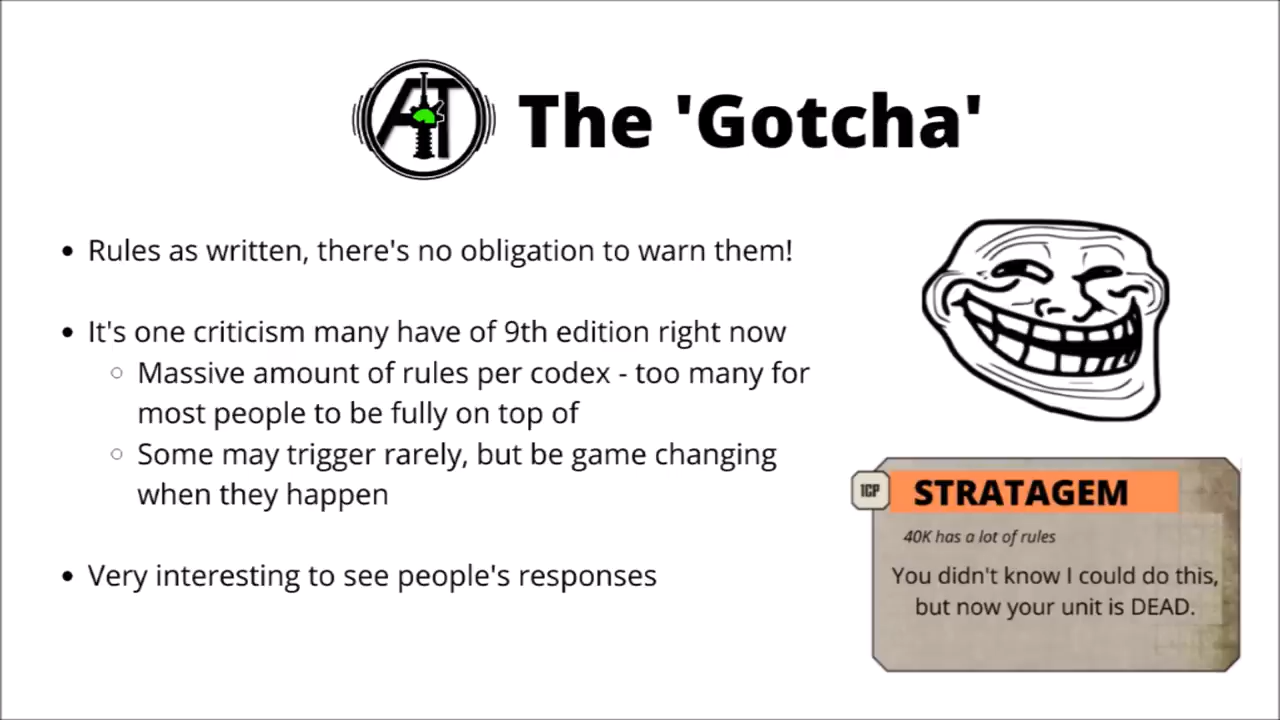 AT
The 'Gotcha'
• Rules as written, there's no obligation to warn them!
• It's one criticism many have of 9th edition right now
○ Massive amount of rules per codex - too many for
most people to be fully on top of
○ Some may trigger rarely, but be game changing
when they happen
• Very interesting to see people's responses
1CP
STRATAGEM
40K has a lot of rules
You didn't know I could do this,
but now your unit is DEAD.